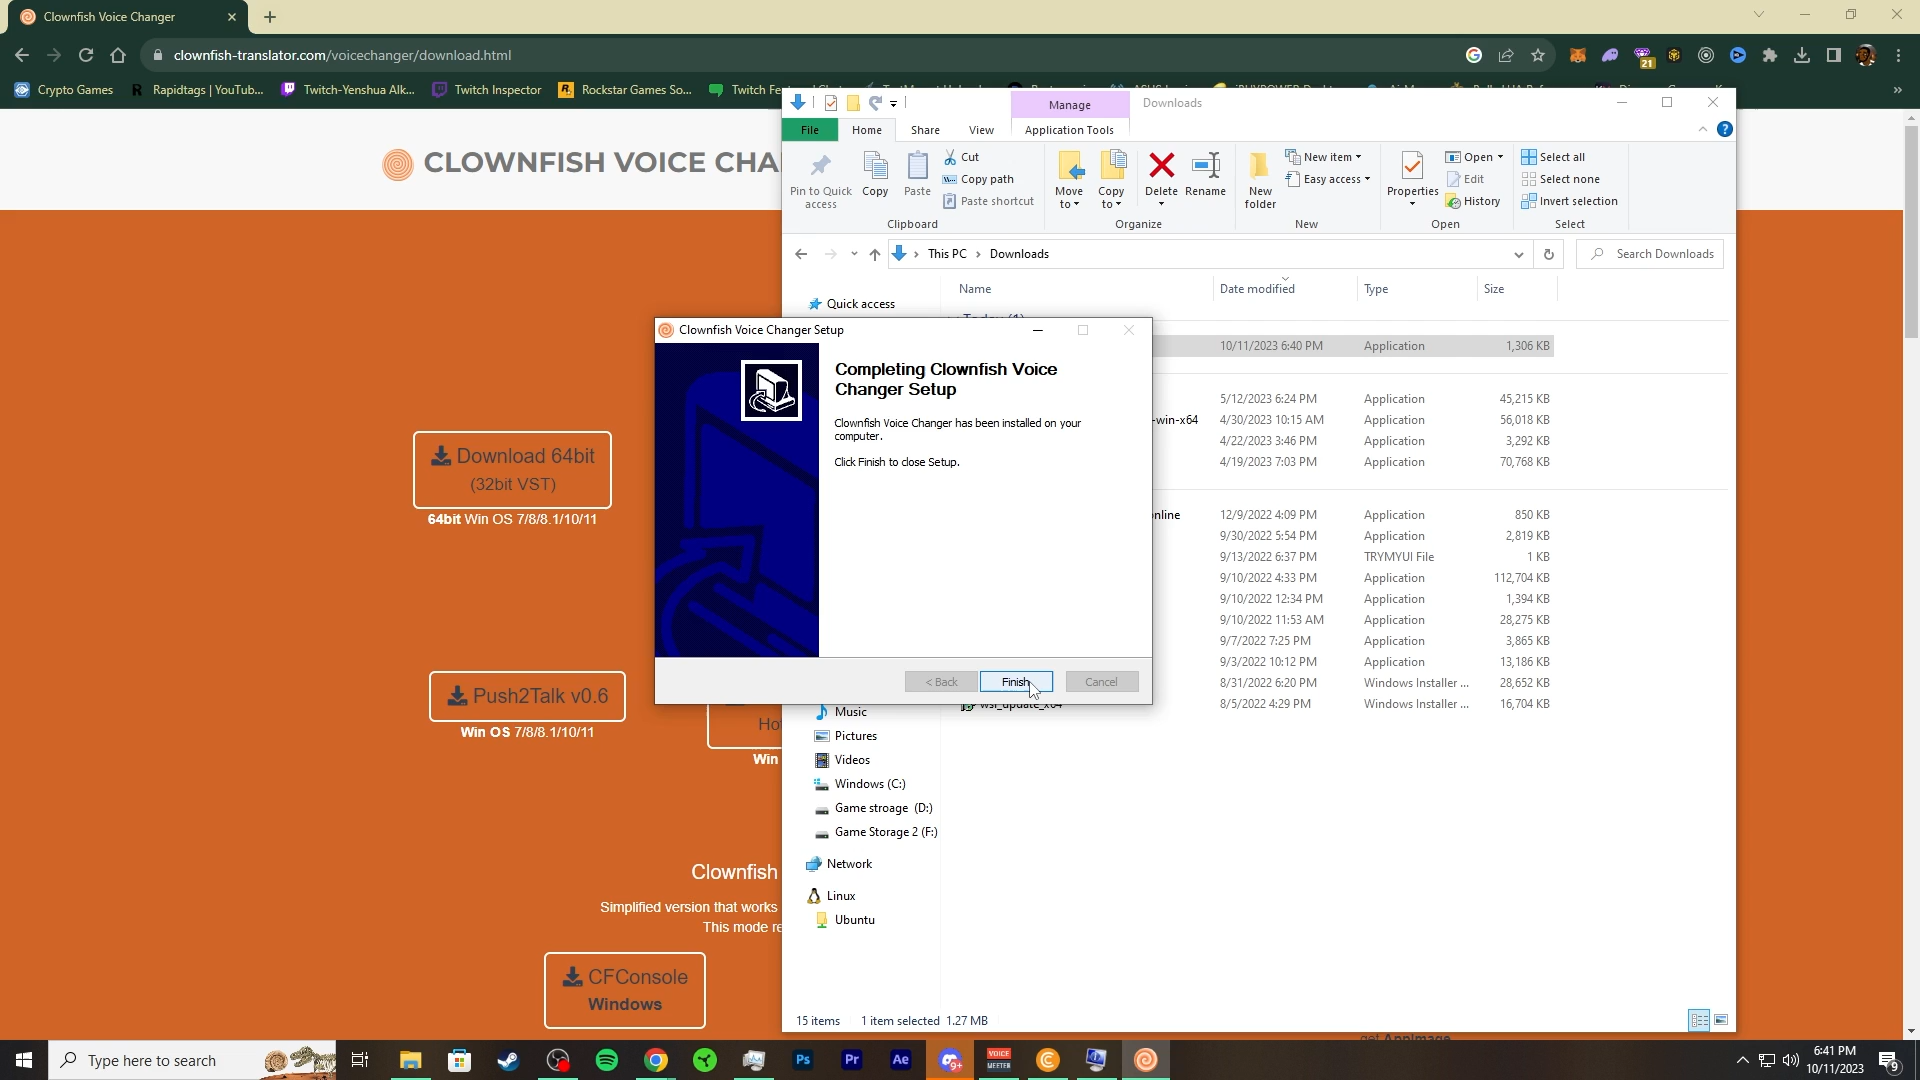 Clownfish Voice Changer
clownfish-translator.com/voicechanger/download.html
21
Crypto Games
Rapidtags | YouTub...
Twitch-Yenshua Alk...
Twitch Inspector
Rockstar Games So...
»
CLOWNFISH VOICE CHA
Download 64bit
(32bit VST)
64bit Win OS 7/8/8.1/10/11
Push2Talk v0.6
Win OS 7/8/8.1/10/11
Win
Clownfish
Simplified version that works
CFConsole
Windows
Manage
Downloads
File
Home
Share
View
Application Tools
Pin to Quick
access
Copy
Paste
Cut
Copy path
Paste shortcut
Clipboard
Move
to
Copy
to
Delete
Rename
Organize
New
folder
New item
Easy access
New
Properties
Open
Edit
History
Open
Select all
Select none
Invert selection
Select
This PC › Downloads
Search Downloads
Name
Date modified
Type
Size
Quick access
10/11/2023 6:40 PM Application 1,306 KB
5/12/2023 6:24 PM Application 45,215 KB
-win-x64 4/30/2023 10:15 AM Application 56,018 KB
4/22/2023 3:46 PM Application 3,292 KB
4/19/2023 7:03 PM Application 70,768 KB
12/9/2022 4:09 PM Application 850 KB
9/30/2022 5:54 PM Application 2,819 KB
9/13/2022 6:37 PM TRYMYUI File 1 KB
9/10/2022 4:33 PM Application 112,704 KB
9/10/2022 12:34 PM Application 1,394 KB
9/10/2022 11:53 AM Application 28,275 KB
9/7/2022 7:25 PM Application 3,865 KB
9/3/2022 10:12 PM Application 13,186 KB
8/31/2022 6:20 PM Windows Installer ... 28,652 KB
8/5/2022 4:29 PM Windows Installer ... 16,704 KB
Music
Pictures
Videos
Windows (C:)
Game stroage (D:)
Game Storage 2 (F:)
Network
Linux
Ubuntu
15 items 1 item selected 1.27 MB
Clownfish Voice Changer Setup
Completing Clownfish Voice
Changer Setup
Clownfish Voice Changer has been installed on your
computer.
Click Finish to close Setup.
< Back
Finish
Cancel
Type here to search
Ps
Pr
Ae
9+
VOICE
MEETER
6:41 PM
10/11/2023
9